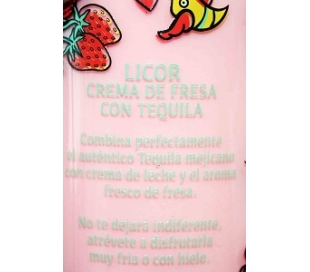 LICOR
CREMA DE FRESA
CON TEQUILA
Combina perfectamente
el auténtico Tequila mejicano
con crema de leche y el aroma
fresco de fresa.
No te dejará indiferente,
atrévete a disfrutarla
muy fría o con hielo.